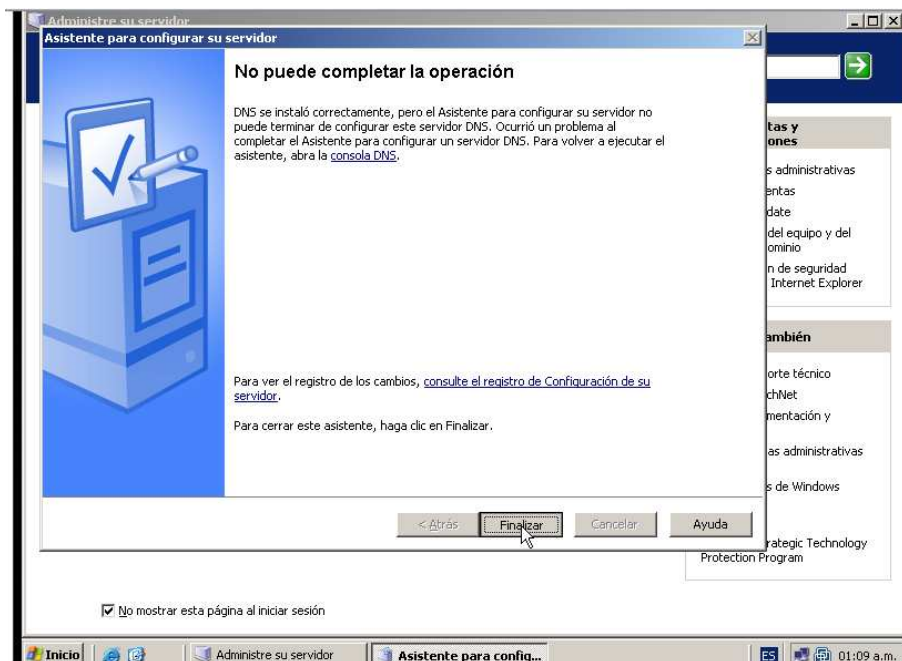 Administre su servidor
Asistente para configurar su servidor
No puede completar la operación
DNS se instaló correctamente, pero el Asistente para configurar su servidor no
puede terminar de configurar este servidor DNS. Ocurrió un problema al
completar el Asistente para configurar un servidor DNS. Para volver a ejecutar el
asistente, abra la consola DNS.
Para ver el registro de los cambios, consulte el registro de Configuración de su
servidor.
Para cerrar este asistente, haga clic en Finalizar.
< Atrás
Finalizar
Cancelar
Ayuda
tas y
ones
s administrativas
entas
date
del equipo y del
ominio
n de seguridad
Internet Explorer
ambién
orte técnico
chNet
mentación y
as administrativas
s de Windows
rategic Technology
Protection Program
No mostrar esta página al iniciar sesión
Inicio
Administre su servidor
Asistente para config...
ES
01:09 a.m.